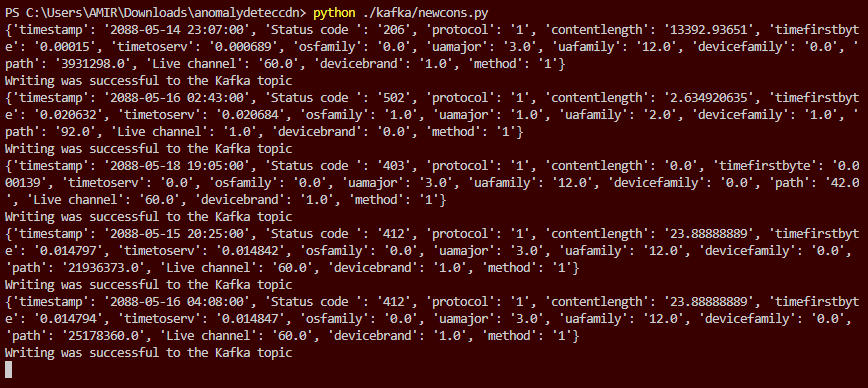 PS C:\Users\AMIR\Downloads\anomalydeteccdn> python ./kafka/newcons.py
{'timestamp': '2088-05-14 23:07:00', 'Status code ': '206', 'protocol': '1', 'contentlength': '13392.93651', 'timefirstbyt
e': '0.00015', 'timetoserv': '0.000689', 'osfamily': '0.0', 'uamajor': '3.0', 'uafamily': '12.0', 'devicefamily': '0.0', '
path': '3931298.0', 'Live channel': '60.0', 'devicebrand': '1.0', 'method': '1'}
Writing was successful to the Kafka topic
{'timestamp': '2088-05-16 02:43:00', 'Status code ': '502', 'protocol': '1', 'contentlength': '2.634920635', 'timefirstbyt
e': '0.020632', 'timetoserv': '0.020684', 'osfamily': '1.0', 'uamajor': '1.0', 'uafamily': '2.0', 'devicefamily': '1.0', '
path': '92.0', 'Live channel': '1.0', 'devicebrand': '0.0', 'method': '1'}
Writing was successful to the Kafka topic
{'timestamp': '2088-05-18 19:05:00', 'Status code ': '403', 'protocol': '1', 'contentlength': '0.0', 'timefirstbyte': '0.0
00139', 'timetoserv': '0.0', 'osfamily': '0.0', 'uamajor': '3.0', 'uafamily': '12.0', 'devicefamily': '0.0', 'path': '42.0
', 'Live channel': '60.0', 'devicebrand': '1.0', 'method': '1'}
Writing was successful to the Kafka topic
{'timestamp': '2088-05-15 20:25:00', 'Status code ': '412', 'protocol': '1', 'contentlength': '23.88888889', 'timefirstbyt
e': '0.014797', 'timetoserv': '0.014842', 'osfamily': '0.0', 'uamajor': '3.0', 'uafamily': '12.0', 'devicefamily': '0.0',
'path': '21936373.0', 'Live channel': '60.0', 'devicebrand': '1.0', 'method': '1'}
Writing was successful to the Kafka topic
{'timestamp': '2088-05-16 04:08:00', 'Status code ': '412', 'protocol': '1', 'contentlength': '23.88888889', 'timefirstbyt
e': '0.014794', 'timetoserv': '0.014847', 'osfamily': '0.0', 'uamajor': '3.0', 'uafamily': '12.0', 'devicefamily': '0.0',
'path': '25178360.0', 'Live channel': '60.0', 'devicebrand': '1.0', 'method': '1'}
Writing was successful to the Kafka topic